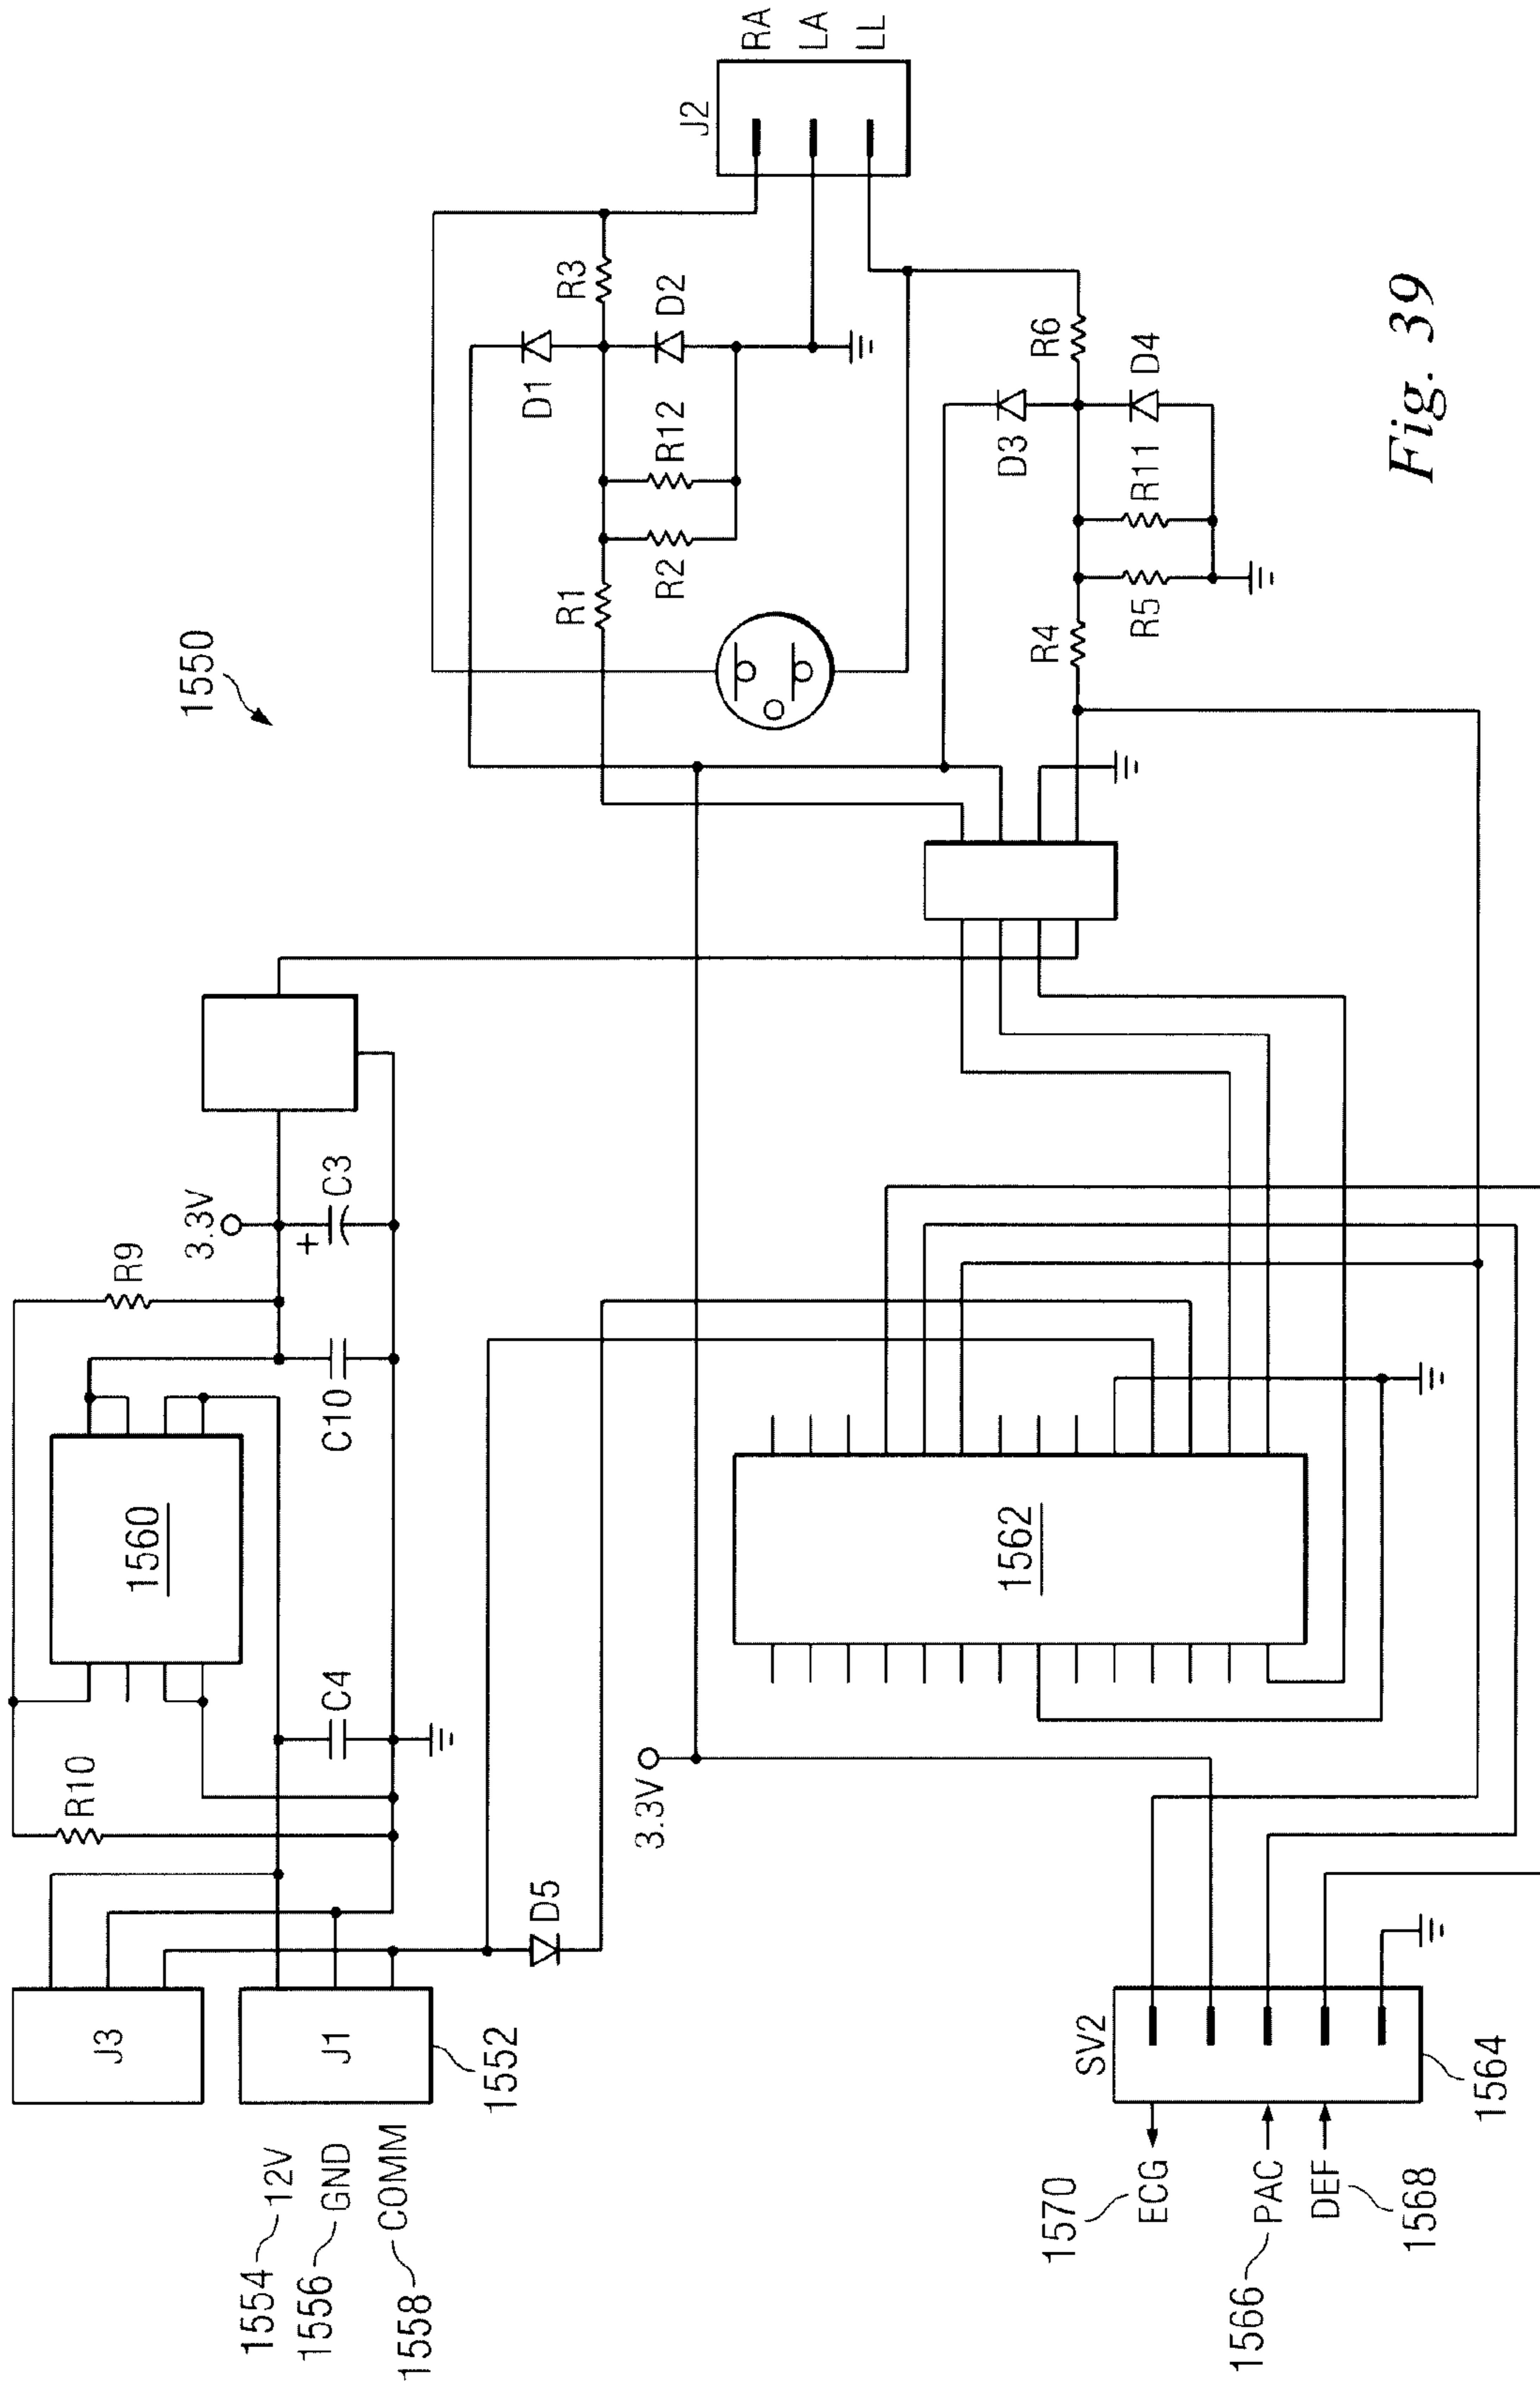 1550
J3
R10
1560
R9
3.3V
C3
+
C10
C4
J1
1552
1554 12V
1556 GND
1558 COMM
D5
3.3V
1562
SV2
1564
1570
ECG
1566 PAC
DEF
1568
R1
R2
R12
D1
R3
D2
J2
RA
LA
LL
R4
R5
R11
D3
R6
D4
Fig. 39